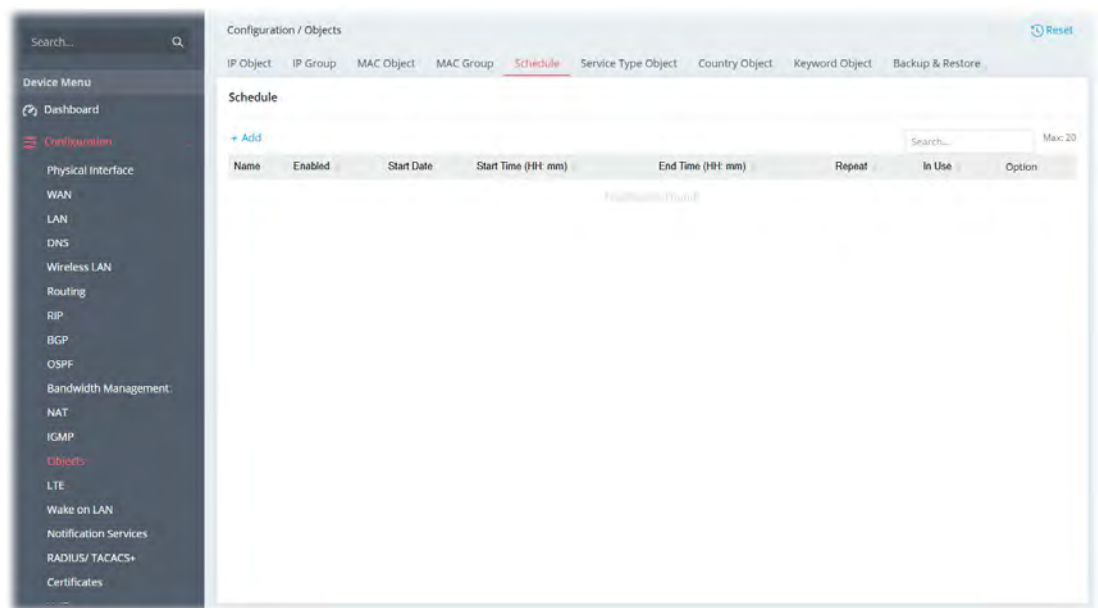 Search...
Device Menu
Dashboard
Configuration
Physical Interface
WAN
LAN
DNS
Wireless LAN
Routing
RIP
BGP
OSPF
Bandwidth Management
NAT
IGMP
Objects
LTE
Wake on LAN
Notification Services
RADIUS/ TACACS+
Certificates
Configuration / Objects
Reset
IP Object IP Group MAC Object MAC Group Schedule Service Type Object Country Object Keyword Object Backup & Restore
Schedule
+ Add
Search...
Max: 20
Name Enabled Start Date Start Time (HH: mm) End Time (HH: mm) Repeat In Use Option